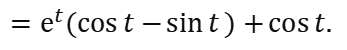 = e^t(cos t − sin t) + cos t.